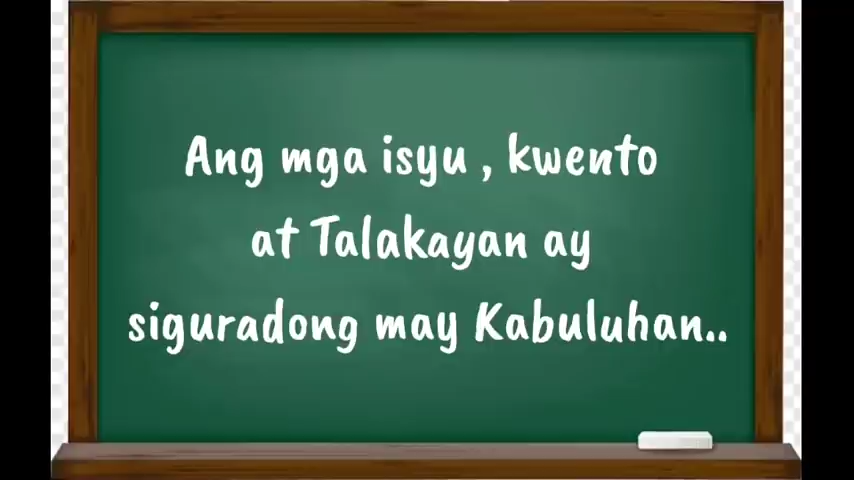 Ang mga isyu , kwento
at Talakayan ay
siguradong may Kabuluhan..